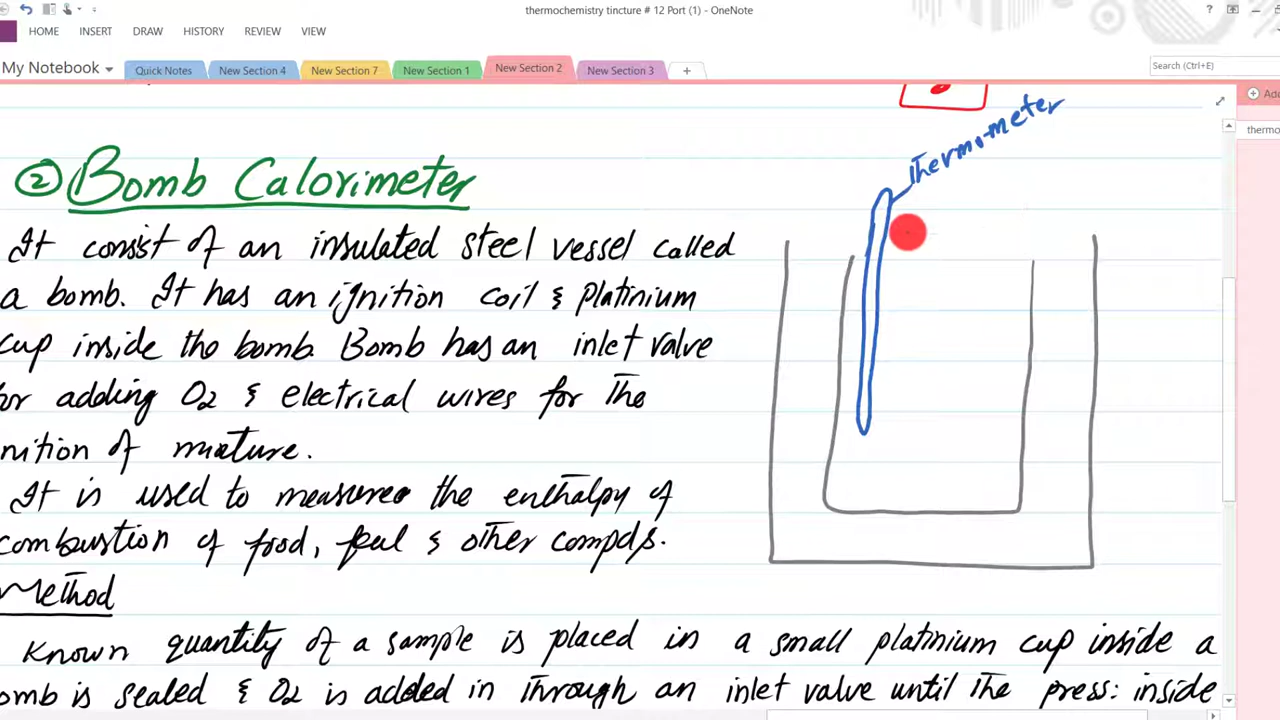 thermochemistry tincture # 12 Port (1) - OneNote
HOME INSERT DRAW HISTORY REVIEW VIEW
My Notebook Quick Notes New Section 4 New Section 7 New Section 1 New Section 2 New Section 3 Search (Ctrl+E)
Add
thermo
Thermometer
② Bomb Calorimeter
It consist of an insulated steel vessel called
a bomb. It has an ignition coil & platinium
cup inside the bomb. Bomb has an inlet valve
or adding O2 & electrical wires for the
nition of mixture.
It is used to measure the enthalpy of
combustion of food, feul & other compds.
Method
Known quantity of a sample is placed in a small platinium cup inside a
omb is sealed & O2 is added in through an inlet valve until the press: inside